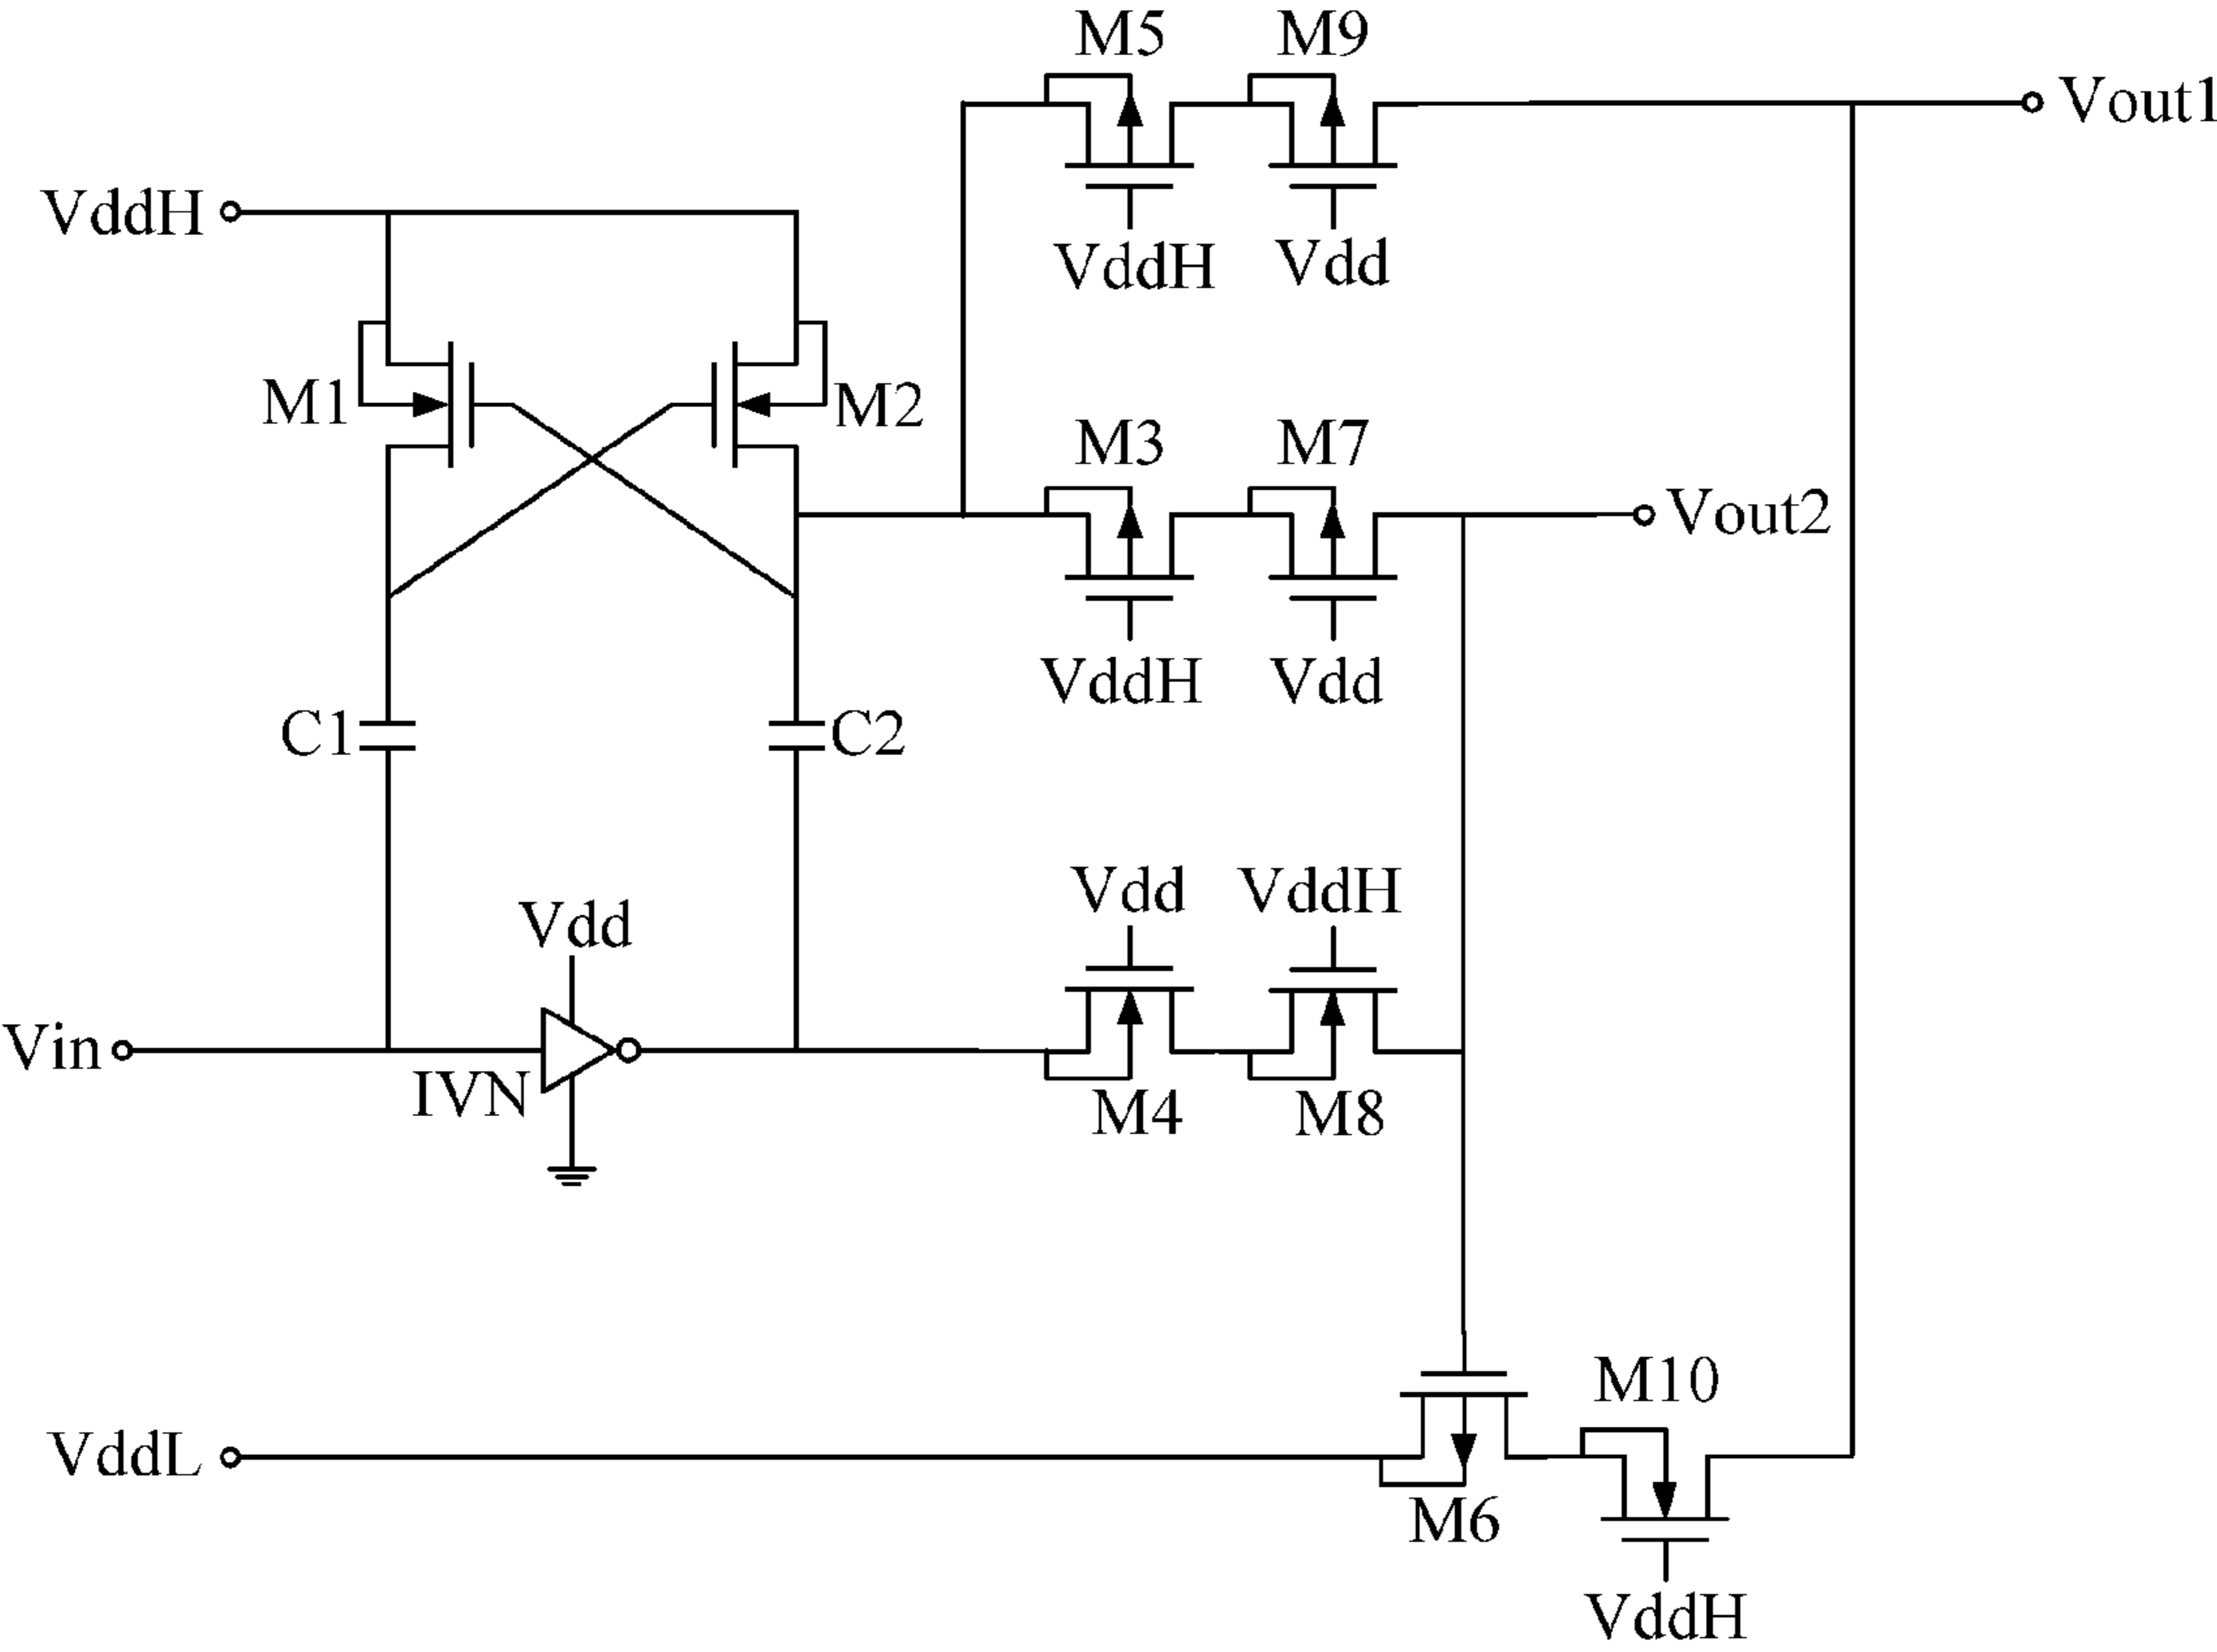 M5
M9
Vout1
VddH
VddH
Vdd
M1
M2
M3
M7
Vout2
VddH
Vdd
C1
C2
Vdd
VddH
Vdd
Vin
IVN
M4
M8
M10
VddL
M6
VddH